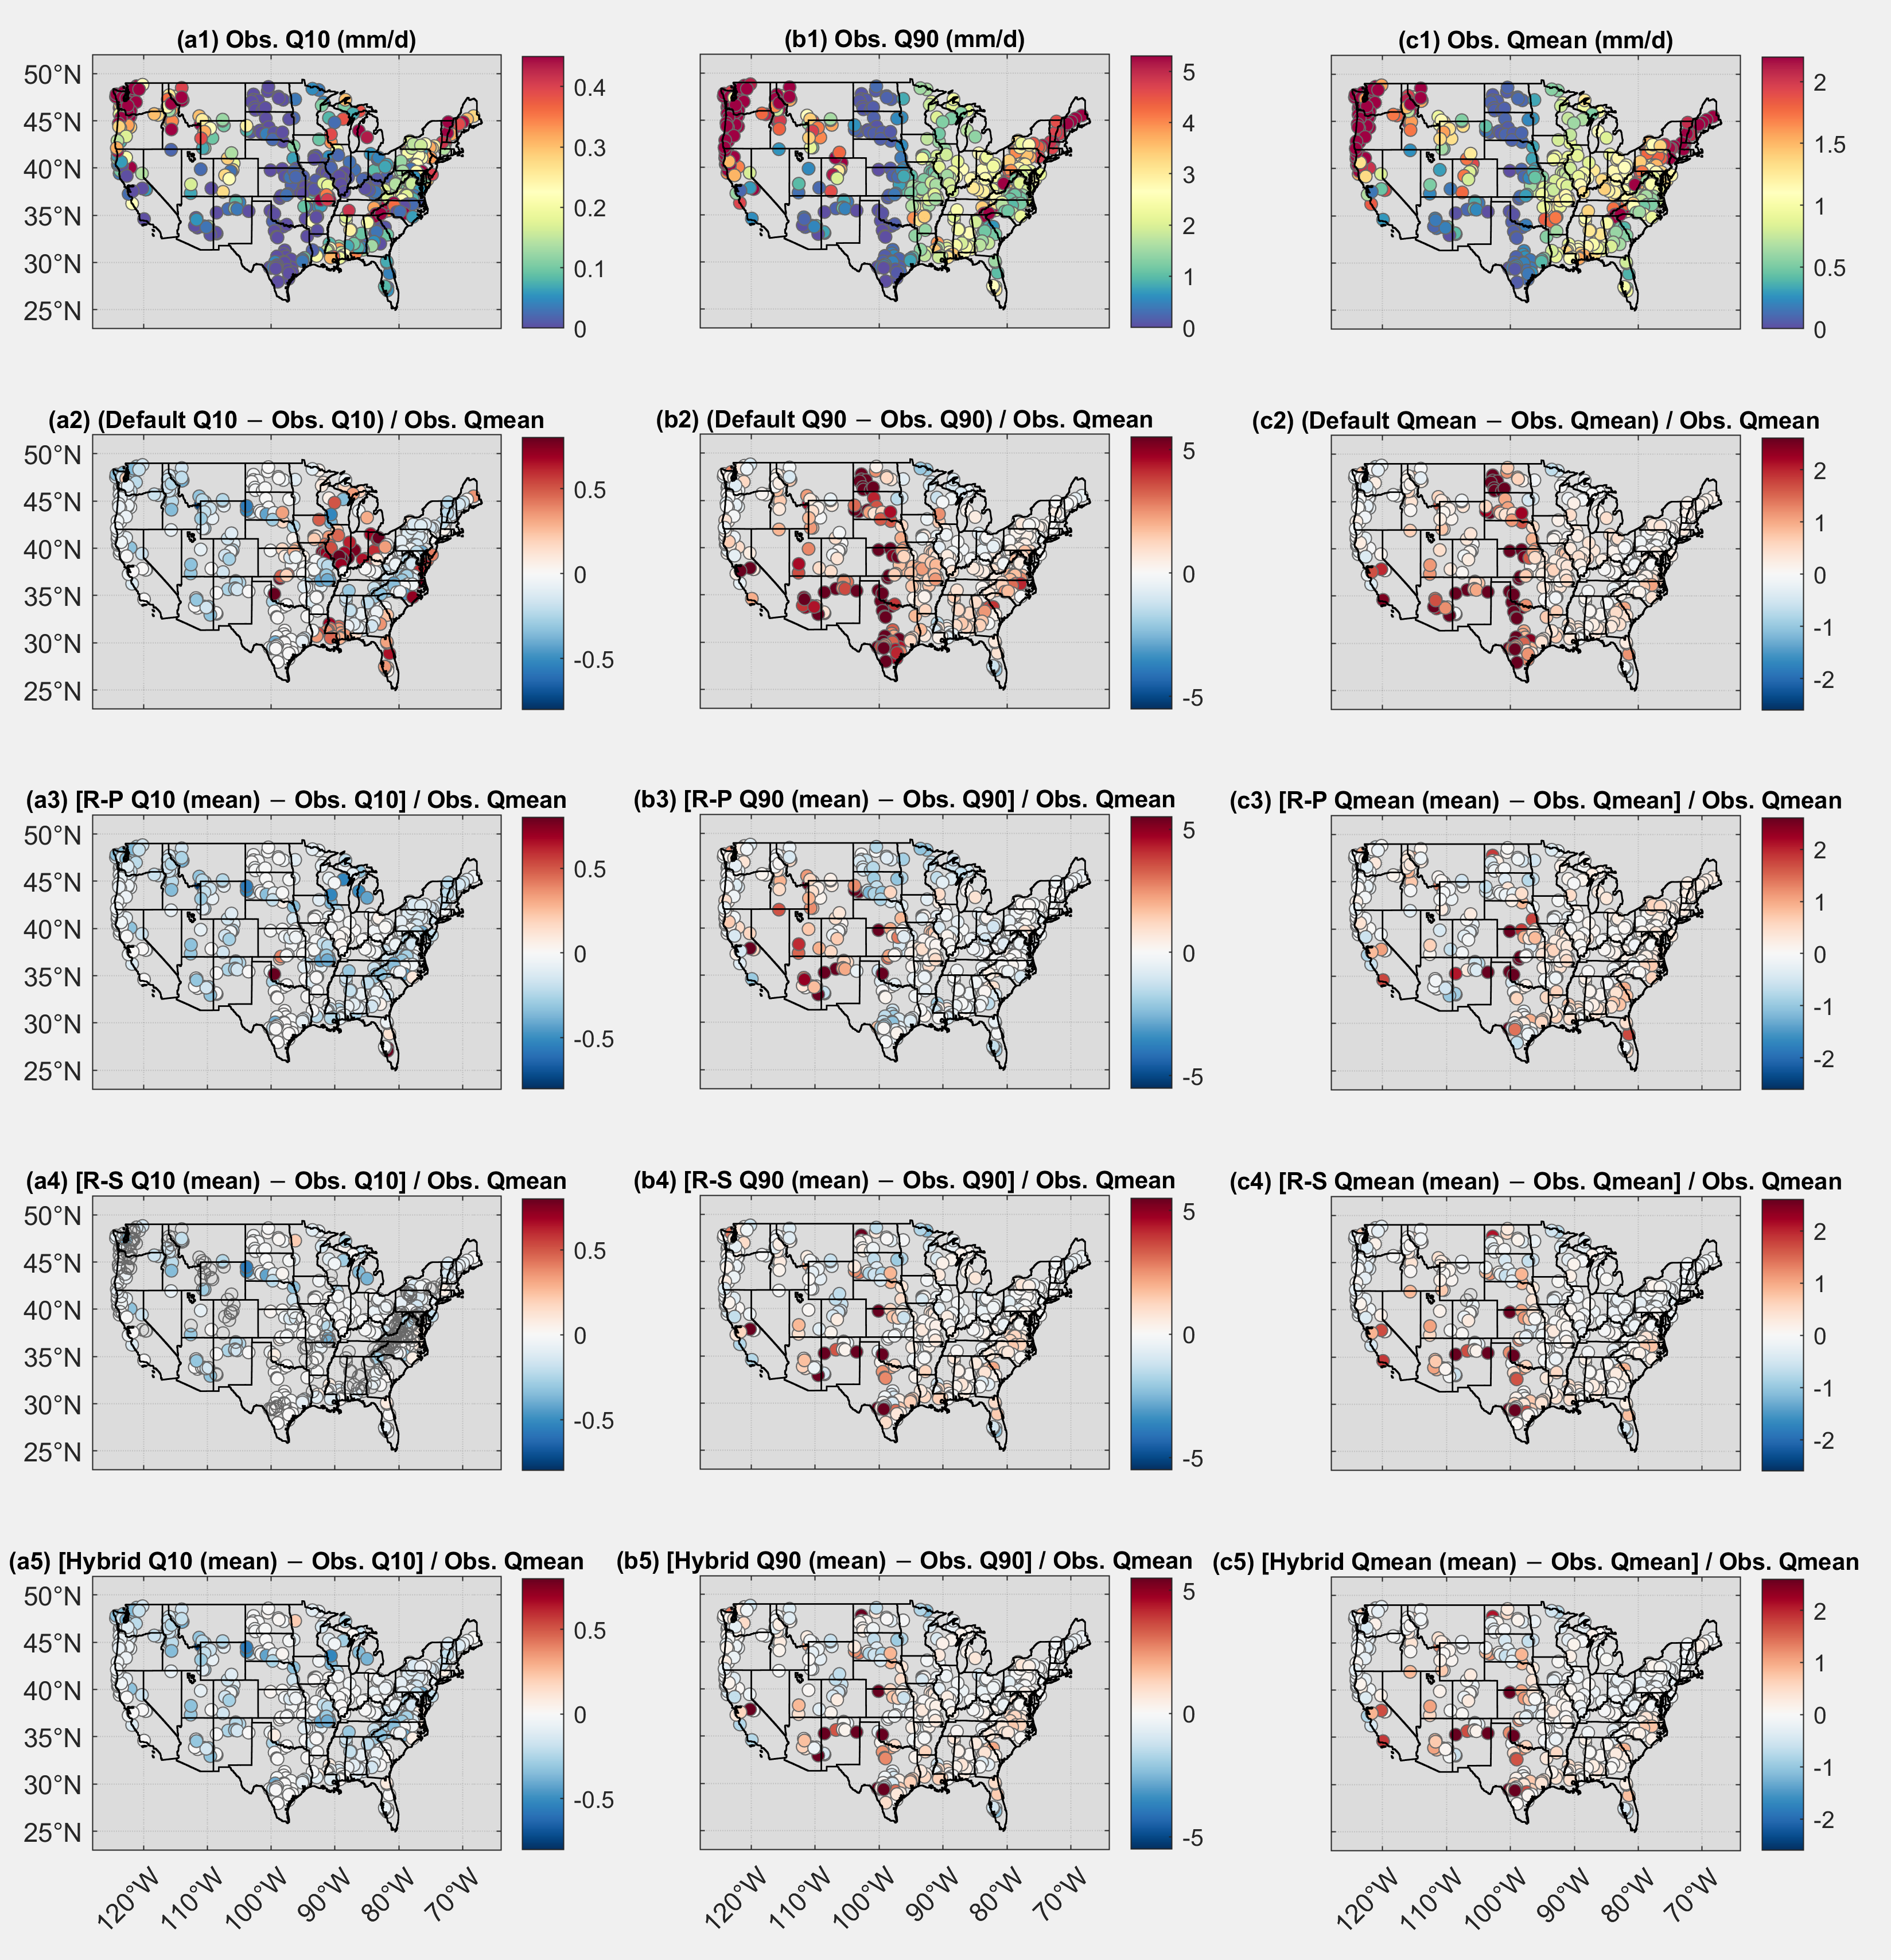 (a1) Obs. Q10 (mm/d)
50°N
45°N
40°N
35°N
30°N
25°N
0.4
0.3
0.2
0.1
0
(b1) Obs. Q90 (mm/d)
5
4
3
2
1
0
(c1) Obs. Qmean (mm/d)
2
1.5
1
0.5
0
(a2) (Default Q10 − Obs. Q10) / Obs. Qmean
50°N
45°N
40°N
35°N
30°N
25°N
0.5
0
-0.5
(b2) (Default Q90 − Obs. Q90) / Obs. Qmean
5
0
-5
(c2) (Default Qmean − Obs. Qmean) / Obs. Qmean
2
1
0
-1
-2
(a3) [R-P Q10 (mean) − Obs. Q10] / Obs. Qmean
50°N
45°N
40°N
35°N
30°N
25°N
0.5
0
-0.5
(b3) [R-P Q90 (mean) − Obs. Q90] / Obs. Qmean
5
0
-5
(c3) [R-P Qmean (mean) − Obs. Qmean] / Obs. Qmean
2
1
0
-1
-2
(a4) [R-S Q10 (mean) − Obs. Q10] / Obs. Qmean
50°N
45°N
40°N
35°N
30°N
25°N
0.5
0
-0.5
(b4) [R-S Q90 (mean) − Obs. Q90] / Obs. Qmean
5
0
-5
(c4) [R-S Qmean (mean) − Obs. Qmean] / Obs. Qmean
2
1
0
-1
-2
(a5) [Hybrid Q10 (mean) − Obs. Q10] / Obs. Qmean
50°N
45°N
40°N
35°N
30°N
25°N
120°W
110°W
100°W
90°W
80°W
70°W
0.5
0
-0.5
(b5) [Hybrid Q90 (mean) − Obs. Q90] / Obs. Qmean
120°W
110°W
100°W
90°W
80°W
70°W
5
0
-5
(c5) [Hybrid Qmean (mean) − Obs. Qmean] / Obs. Qmean
120°W
110°W
100°W
90°W
80°W
70°W
2
1
0
-1
-2